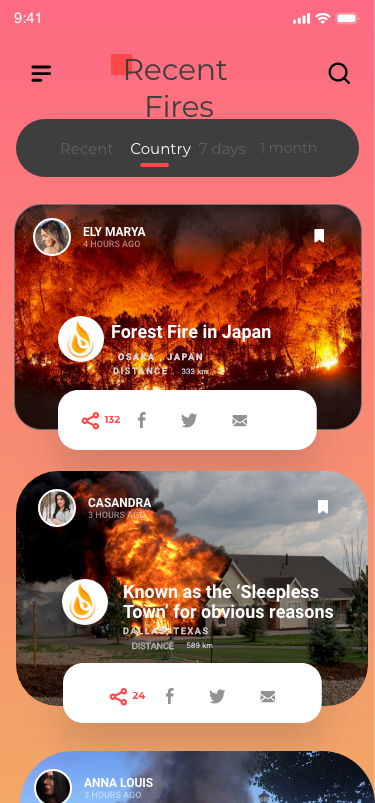 9:41
Recent
Fires
Recent Country 7 days 1 month
ELY MARYA
4 HOURS AGO
Forest Fire in Japan
OSAKA , JAPAN
DISTANCE . 333 km
132
CASANDRA
3 HOURS AGO
Known as the 'Sleepless
Town' for obvious reasons
DALLAS TEXAS
DISTANCE 589 km
24
ANNA LOUIS
3 HOURS AGO